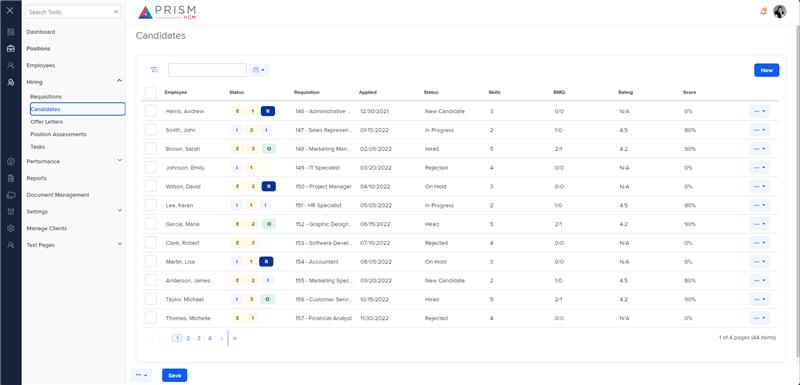 Search Tools
PRISM
HCM
Dashboard
Positions
Employees
Hiring
Requisitions
Candidates
Offer Letters
Position Assessments
Tasks
Performance
Reports
Document Management
Settings
Manage Clients
Test Pages
Candidates
New
Employee Status Requisition Applied Status Skills BMQ Rating Score
Harris, Andrew E 1 B 146 - Administrative ... 12/30/2021 New Candidate 3 0/0 N/A 0%
Smith, John I 2 I 147 - Sales Represen... 01/15/2022 In Progress 2 1/0 4.5 80%
Brown, Sarah E 3 O 148 - Marketing Man... 02/05/2022 Hired 5 2/1 4.2 90%
Johnson, Emily I 1 149 - IT Specialist 03/20/2022 Rejected 4 0/0 N/A 0%
Wilson, David E 2 B 150 - Project Manager 04/10/2022 On Hold 3 0/0 N/A 0%
Lee, Karen I 1 I 151 - HR Specialist 05/05/2022 In Progress 2 1/0 4.5 80%
Garcia, Maria E 2 O 152 - Graphic Design... 06/15/2022 Hired 5 2/1 4.2 90%
Clark, Robert E 3 153 - Software Devel... 07/10/2022 Rejected 4 0/0 N/A 0%
Martin, Lisa I 1 B 154 - Accountant 08/05/2022 On Hold 3 0/0 N/A 0%
Anderson, James E 2 I 155 - Marketing Spec... 09/20/2022 New Candidate 2 1/0 4.5 80%
Taylor, Michael I 3 O 156 - Customer Servi... 10/15/2022 Hired 5 2/1 4.2 90%
Thomas, Michelle E 1 157 - Financial Analyst 11/30/2022 Rejected 4 0/0 N/A 0%
1 2 3 4
1 of 4 pages (44 items)
Save